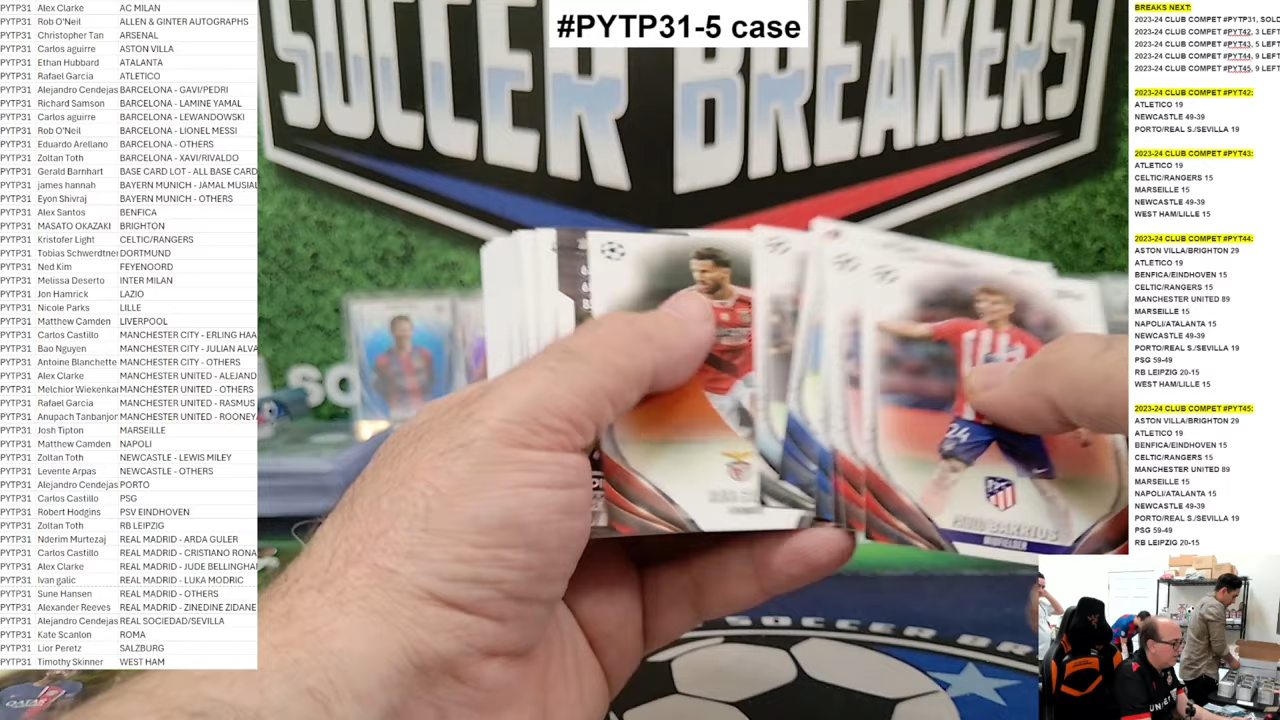 #PYTP31-5 case
SOCCER BREAKERS
PYTP31 Alex Clarke AC MILAN
PYTP31 Rob O'Neil ALLEN & GINTER AUTOGRAPHS
PYTP31 Christopher Tan ARSENAL
PYTP31 Carlos aguirre ASTON VILLA
PYTP31 Ethan Hubbard ATALANTA
PYTP31 Rafael Garcia ATLETICO
PYTP31 Alejandro Cendejas BARCELONA - GAVI/PEDRI
PYTP31 Richard Samson BARCELONA - LAMINE YAMAL
PYTP31 Carlos aguirre BARCELONA - LEWANDOWSKI
PYTP31 Rob O'Neil BARCELONA - LIONEL MESSI
PYTP31 Eduardo Arellano BARCELONA - OTHERS
PYTP31 Zoltan Toth BARCELONA - XAVI/RIVALDO
PYTP31 Gerald Barnhart BASE CARD LOT - ALL BASE CARD
PYTP31 james hannah BAYERN MUNICH - JAMAL MUSIAL
PYTP31 Eyon Shivraj BAYERN MUNICH - OTHERS
PYTP31 Alex Santos BENFICA
PYTP31 MASATO OKAZAKI BRIGHTON
PYTP31 Kristofer Light CELTIC/RANGERS
PYTP31 Tobias Schwerdtner DORTMUND
PYTP31 Ned Kim FEYENOORD
PYTP31 Melissa Deserto INTER MILAN
PYTP31 Jon Hamrick LAZIO
PYTP31 Nicole Parks LILLE
PYTP31 Matthew Camden LIVERPOOL
PYTP31 Carlos Castillo MANCHESTER CITY - ERLING HAA
PYTP31 Bao Nguyen MANCHESTER CITY - JULIAN ALVA
PYTP31 Antoine Blanchette MANCHESTER CITY - OTHERS
PYTP31 Alex Clarke MANCHESTER UNITED - ALEJAND
PYTP31 Melchior Wiekenkar MANCHESTER UNITED - OTHERS
PYTP31 Rafael Garcia MANCHESTER UNITED - RASMUS
PYTP31 Anupach Tanbanjor MANCHESTER UNITED - ROONEY
PYTP31 Josh Tipton MARSEILLE
PYTP31 Matthew Camden NAPOLI
PYTP31 Zoltan Toth NEWCASTLE - LEWIS MILEY
PYTP31 Levente Arpas NEWCASTLE - OTHERS
PYTP31 Alejandro Cendejas PORTO
PYTP31 Carlos Castillo PSG
PYTP31 Robert Hodgins PSV EINDHOVEN
PYTP31 Zoltan Toth RB LEIPZIG
PYTP31 Nderim Murtezaj REAL MADRID - ARDA GULER
PYTP31 Carlos Castillo REAL MADRID - CRISTIANO RONA
PYTP31 Alex Clarke REAL MADRID - JUDE BELLINGHA
PYTP31 Ivan galic REAL MADRID - LUKA MODRIC
PYTP31 Sune Hansen REAL MADRID - OTHERS
PYTP31 Alexander Reeves REAL MADRID - ZINEDINE ZIDANE
PYTP31 Alejandro Cendejas REAL SOCIEDAD/SEVILLA
PYTP31 Kate Scanlon ROMA
PYTP31 Lior Peretz SALZBURG
PYTP31 Timothy Skinner WEST HAM
24
PABLO BARRIOS
MIDFIELDER
BREAKS NEXT:
2023-24 CLUB COMPET #PYTP31, SOLD
2023-24 CLUB COMPET #PYT42, 3 LEFT
2023-24 CLUB COMPET #PYT43, 5 LEFT
2023-24 CLUB COMPET #PYT44, 9 LEFT
2023-24 CLUB COMPET #PYT45, 9 LEFT
2023-24 CLUB COMPET #PYT42:
ATLETICO 19
NEWCASTLE 49-39
PORTO/REAL S./SEVILLA 19
2023-24 CLUB COMPET #PYT43:
ATLETICO 19
CELTIC/RANGERS 15
MARSEILLE 15
NEWCASTLE 49-39
WEST HAM/LILLE 15
2023-24 CLUB COMPET #PYT44:
ASTON VILLA/BRIGHTON 29
ATLETICO 19
BENFICA/EINDHOVEN 15
CELTIC/RANGERS 15
MANCHESTER UNITED 89
MARSEILLE 15
NAPOLI/ATALANTA 15
NEWCASTLE 49-39
PORTO/REAL S./SEVILLA 19
PSG 59-49
RB LEIPZIG 20-15
WEST HAM/LILLE 15
2023-24 CLUB COMPET #PYT45:
ASTON VILLA/BRIGHTON 29
ATLETICO 19
BENFICA/EINDHOVEN 15
CELTIC/RANGERS 15
MANCHESTER UNITED 89
MARSEILLE 15
NAPOLI/ATALANTA 15
NEWCASTLE 49-39
PORTO/REAL S./SEVILLA 19
PSG 59-49
RB LEIPZIG 20-15